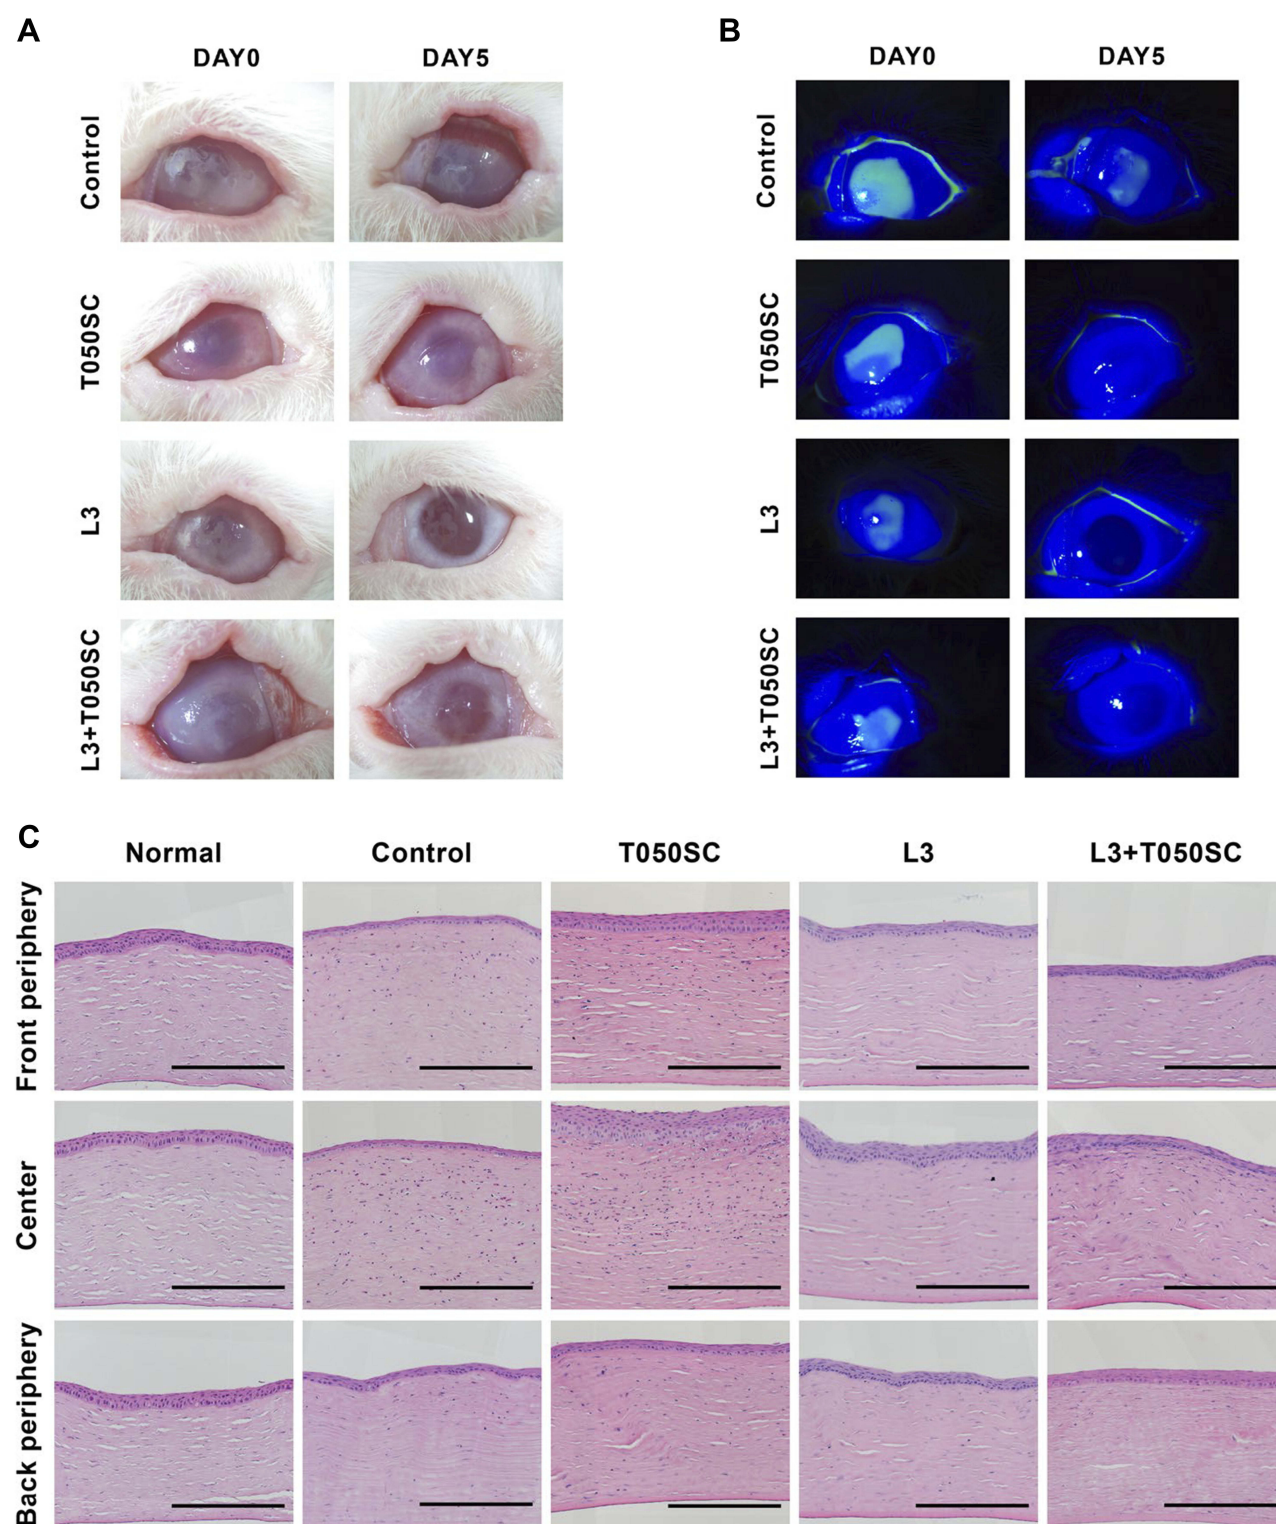 A
B
DAY0
DAY5
DAY0
DAY5
Control
Control
T050SC
T050SC
L3
L3
L3+T050SC
L3+T050SC
C
Normal
Control
T050SC
L3
L3+T050SC
Front periphery
Center
Back periphery